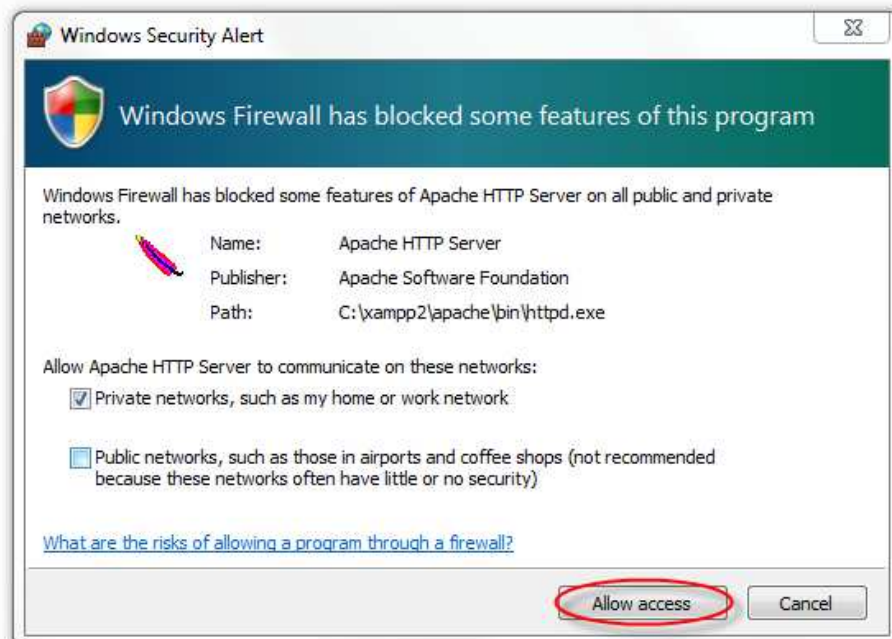 Windows Security Alert
Windows Firewall has blocked some features of this program
Windows Firewall has blocked some features of Apache HTTP Server on all public and private
networks.
Name: Apache HTTP Server
Publisher: Apache Software Foundation
Path: C:\xampp2\apache\bin\httpd.exe
Allow Apache HTTP Server to communicate on these networks:
Private networks, such as my home or work network
Public networks, such as those in airports and coffee shops (not recommended
because these networks often have little or no security)
What are the risks of allowing a program through a firewall?
Allow access Cancel